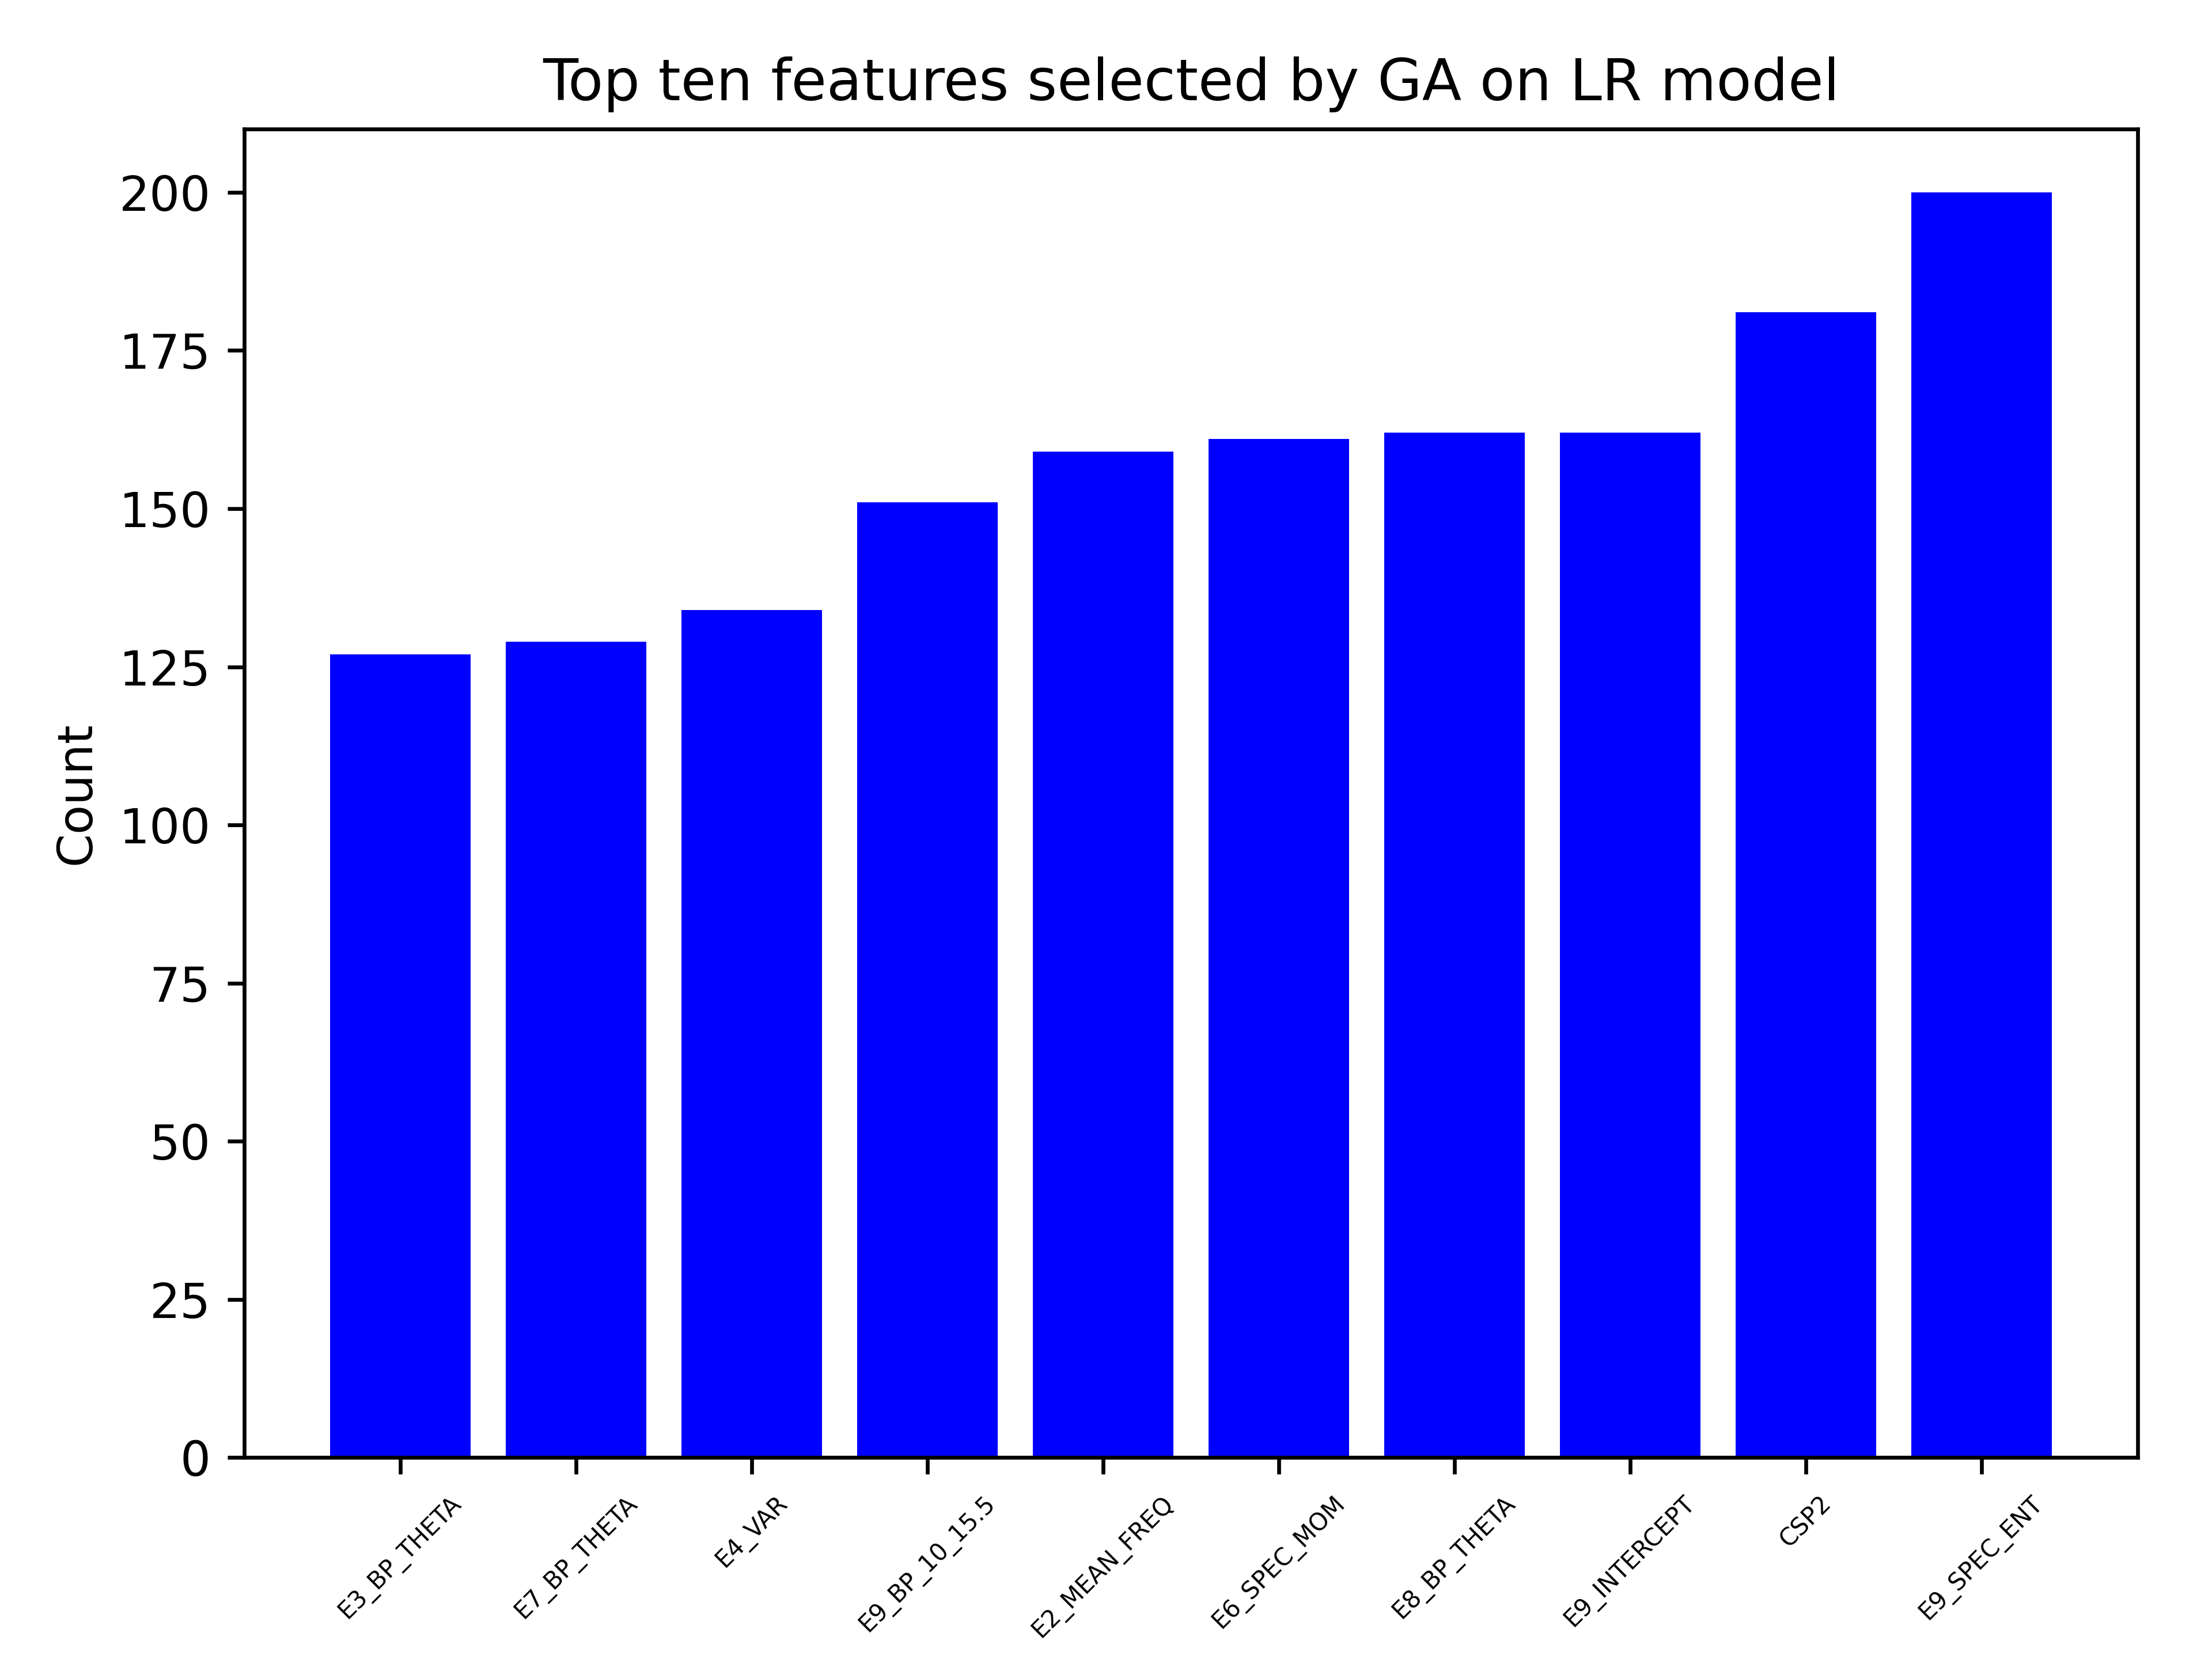 Top ten features selected by GA on LR model
Count
200
175
150
125
100
75
50
25
0
E3_BP_THETA
E7_BP_THETA
E4_VAR
E9_BP_10_15.5
E2_MEAN_FREQ
E6_SPEC_MOM
E8_BP_THETA
E9_INTERCEPT
CSP2
E9_SPEC_ENT